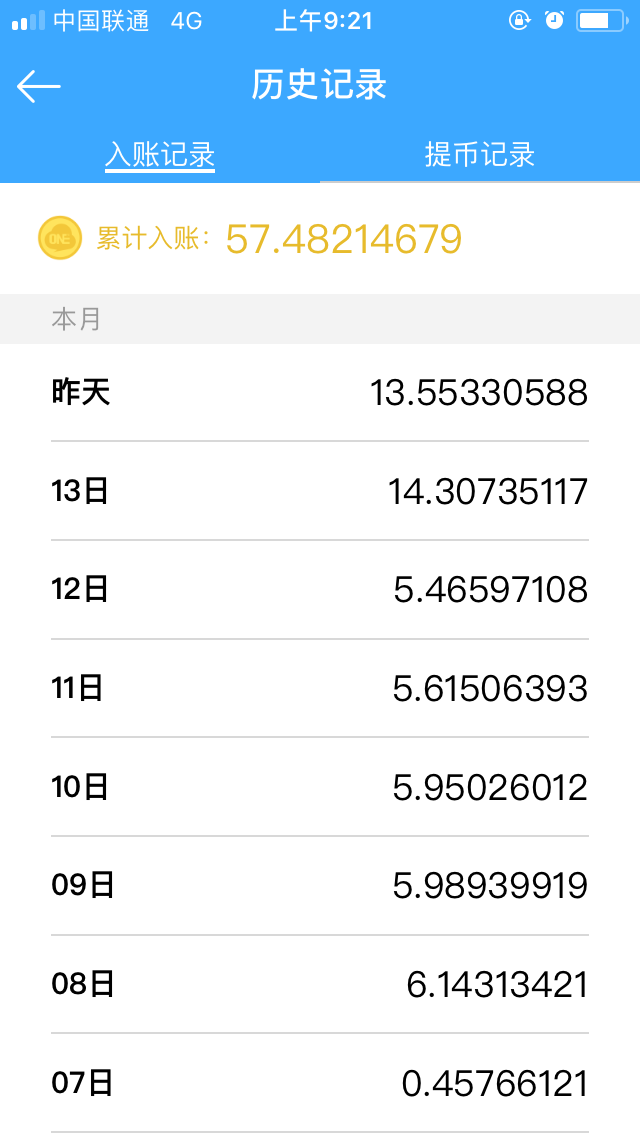 中国联通 4G 上午9:21
历史记录
入账记录 提币记录
ONE 累计入账: 57.48214679
本月
昨天 13.55330588
13日 14.30735117
12日 5.46597108
11日 5.61506393
10日 5.95026012
09日 5.98939919
08日 6.14313421
07日 0.45766121